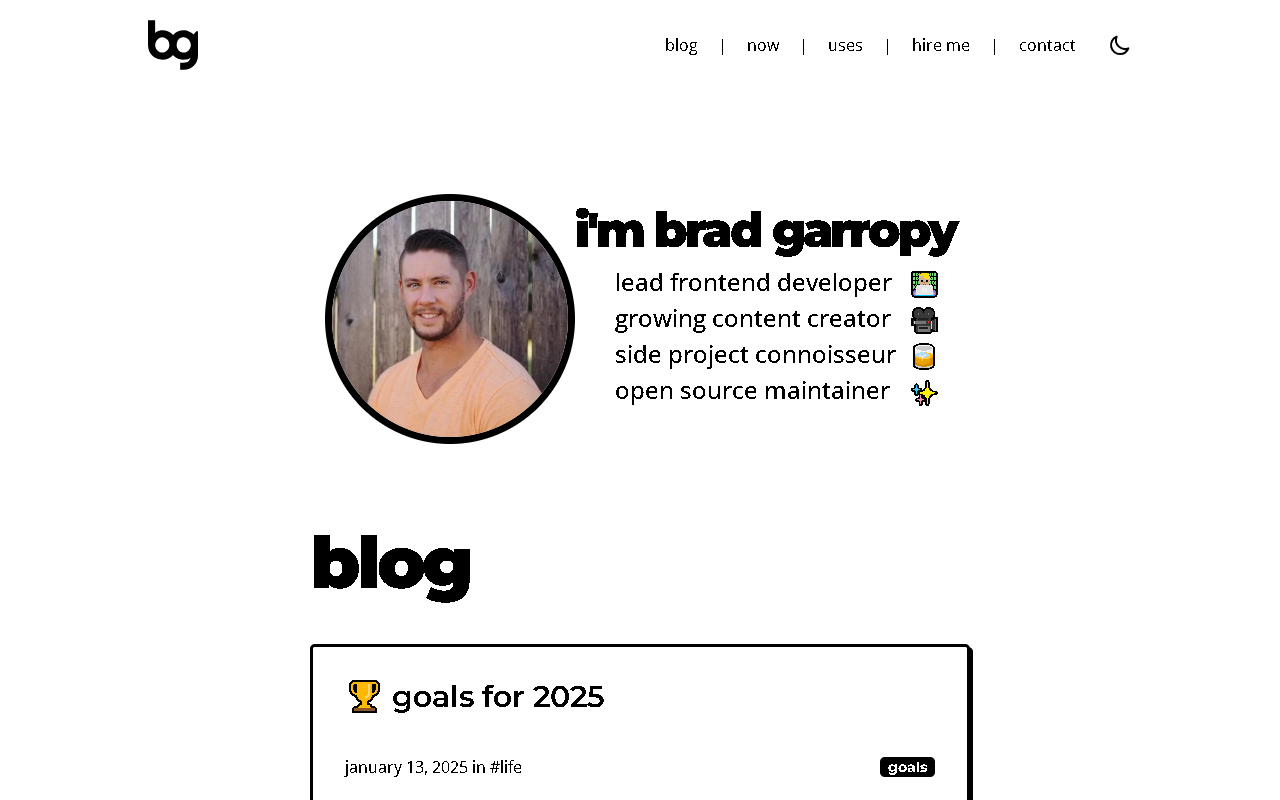 bg
blog | now | uses | hire me | contact
i'm brad garropy
lead frontend developer
growing content creator
side project connoisseur
open source maintainer
blog
goals for 2025
january 13, 2025 in #life
goals